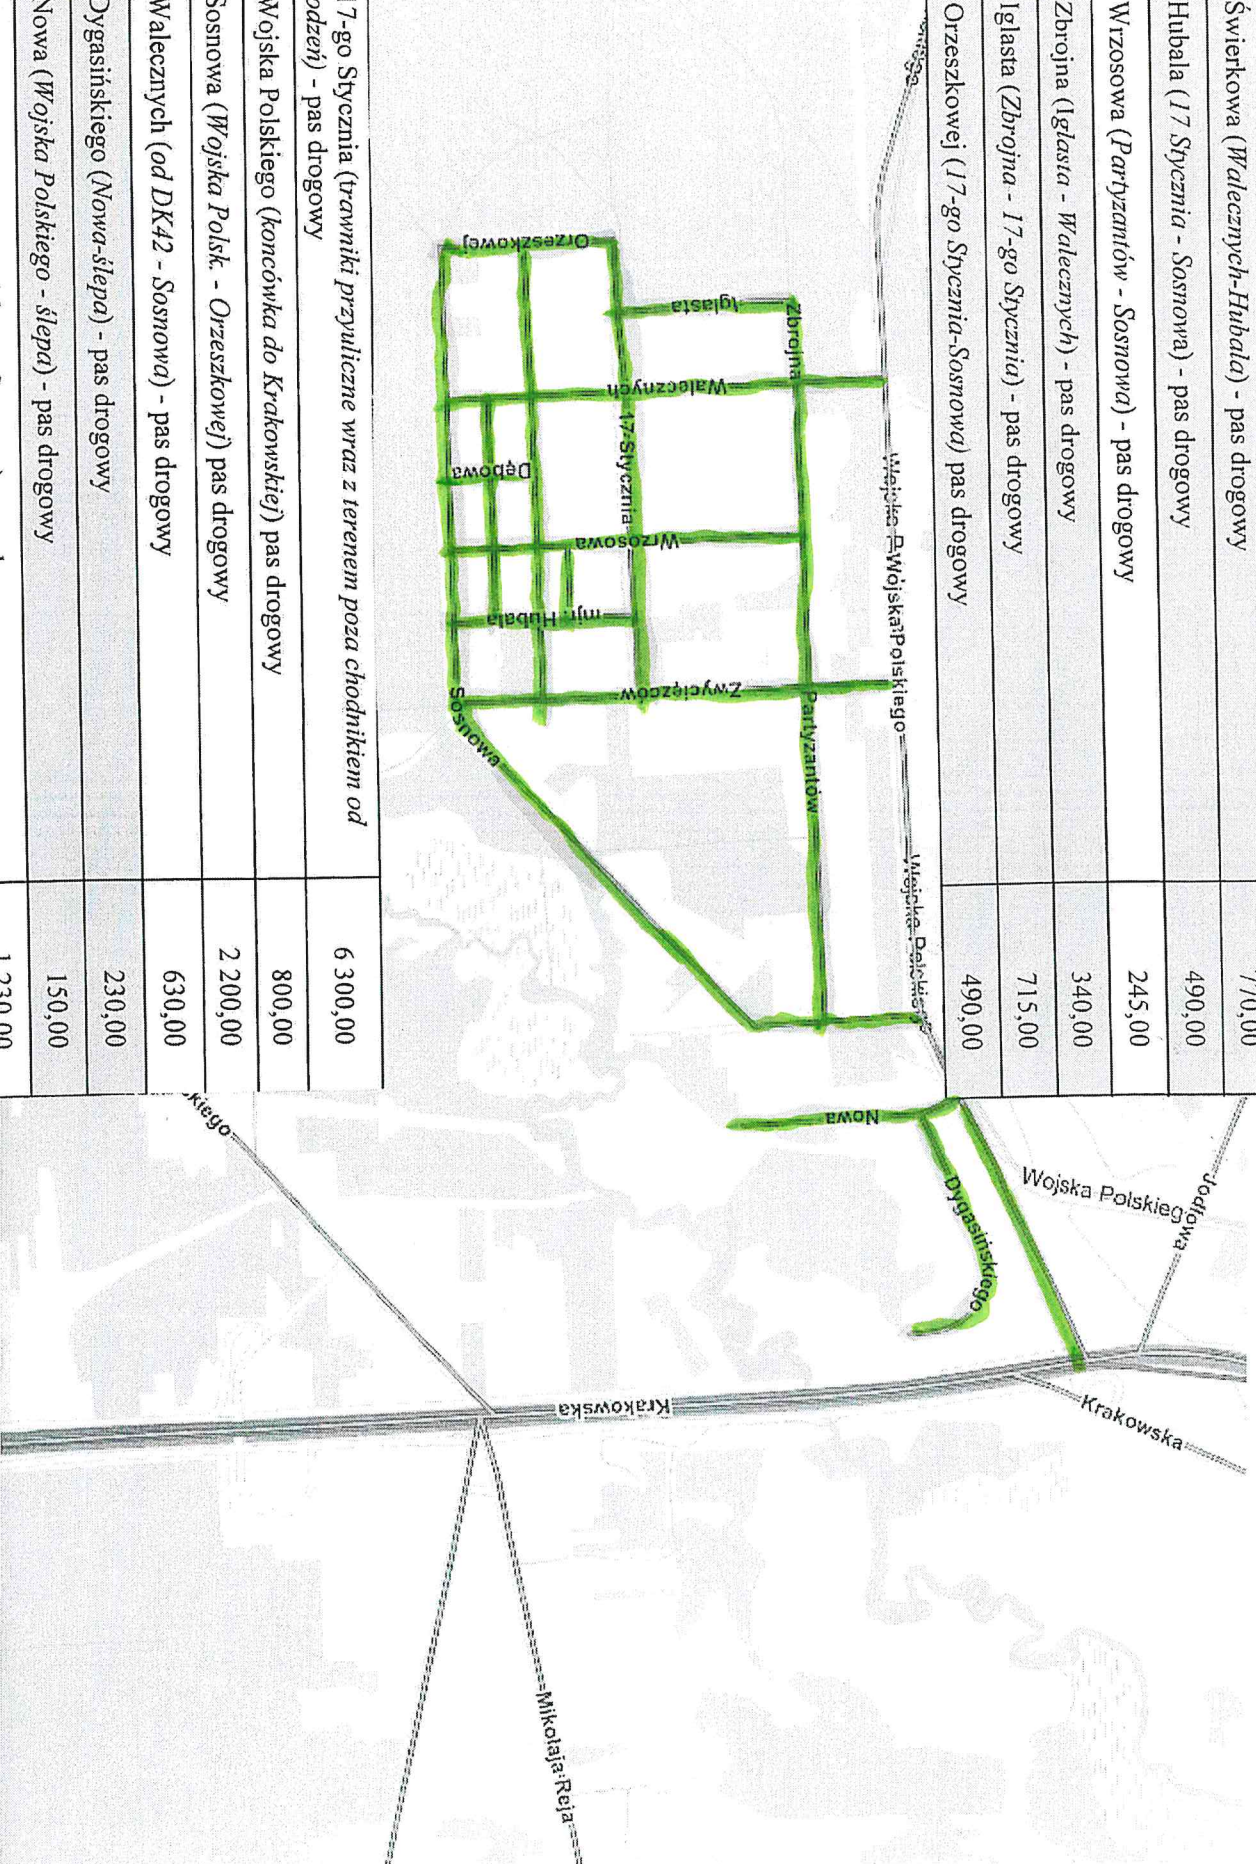 Świerkowa (Walecznych-Hubala) - pas drogowy 770,00
Hubala (17 Stycznia - Sosnowa) - pas drogowy 490,00
Wrzosowa (Partyzantów - Sosnowa) - pas drogowy 245,00
Zbrojna (Iglasta - Walecznych) - pas drogowy 340,00
Iglasta (Zbrojna - 17-go Stycznia) - pas drogowy 715,00
Orzeszkowej (17-go Stycznia-Sosnowa) pas drogowy 490,00
Jodłowa
Wojska Polskiego
Krakowska
Wojska Polskiego
Dygasińskiego
Nowa
Partyzantów
Zbrojna
Iglasta
Walecznych
Wrzosowa
Zwycięzców
17 Stycznia
Orzeszkowej
mjr. Hubala
Dębowa
Sosnowa
Krakowska
Mikołaja Reja
skiego
17-go Stycznia (trawniki przyuliczne wraz z terenem poza chodnikiem od
odzeń) - pas drogowy 6 300,00
Wojska Polskiego (końcówka do Krakowskiej) pas drogowy 800,00
Sosnowa (Wojska Polsk. - Orzeszkowej) pas drogowy 2 200,00
Walecznych (od DK42 - Sosnowa) - pas drogowy 630,00
Dygasińskiego (Nowa-ślepa) - pas drogowy 230,00
Nowa (Wojska Polskiego - ślepa) - pas drogowy 150,00
1 230,00